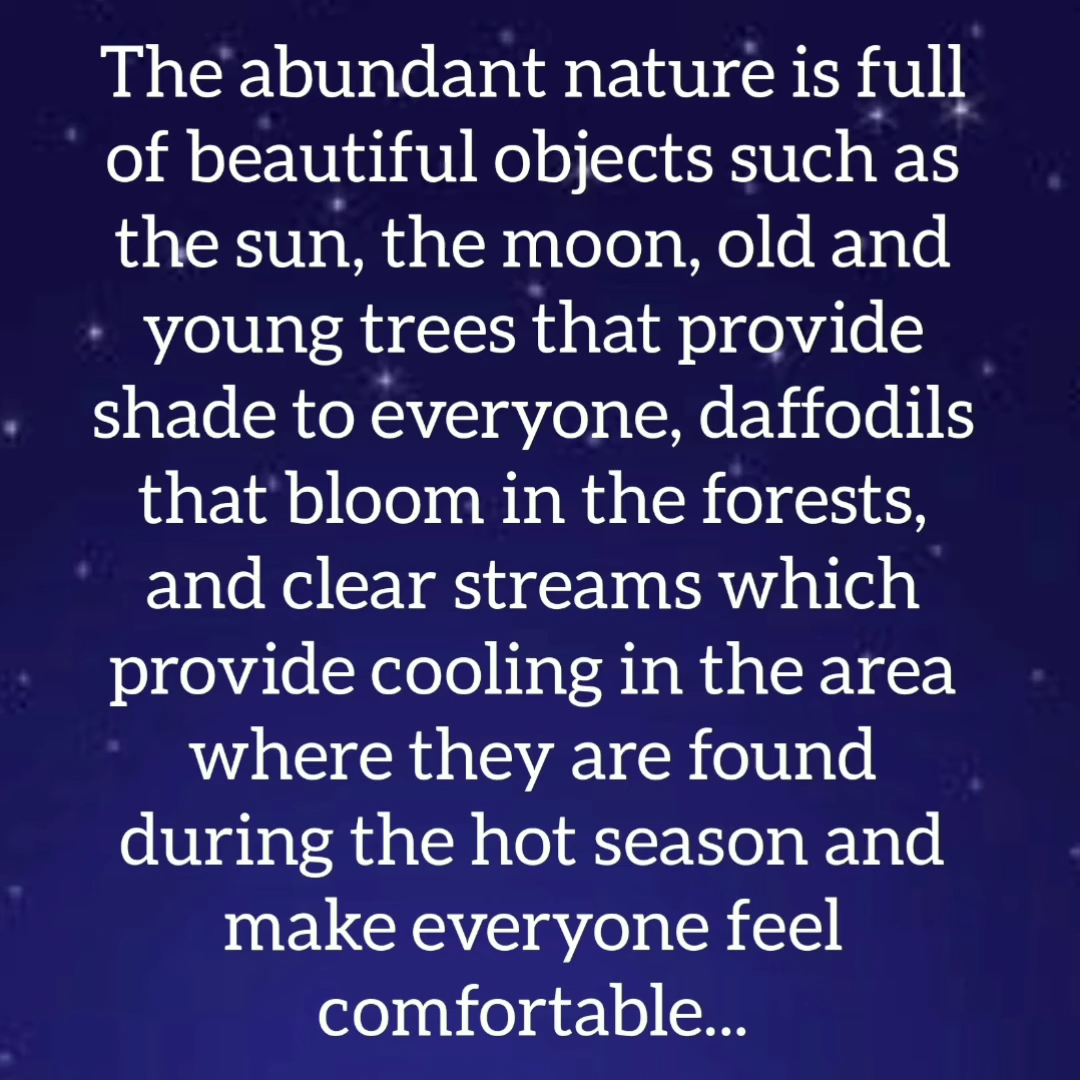 The abundant nature is full
of beautiful objects such as
the sun, the moon, old and
young trees that provide
shade to everyone, daffodils
that bloom in the forests,
and clear streams which
provide cooling in the area
where they are found
during the hot season and
make everyone feel
comfortable...